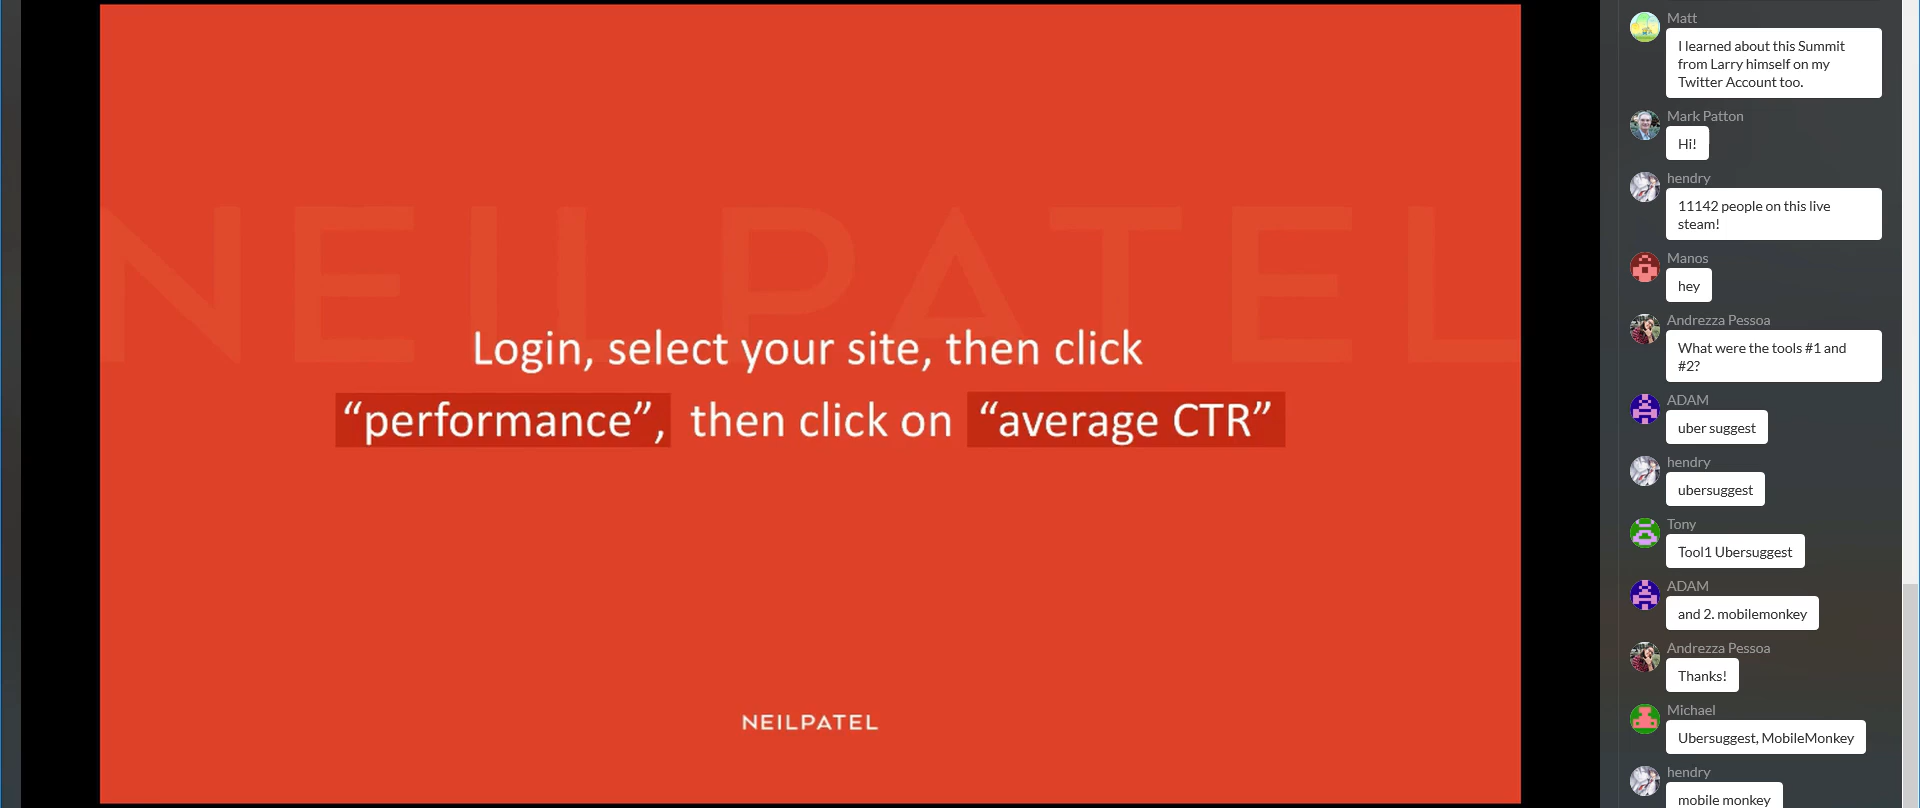 NEILPATEL
Login, select your site, then click
“performance”, then click on “average CTR”
NEILPATEL
Matt
I learned about this Summit
from Larry himself on my
Twitter Account too.
Mark Patton
Hi!
hendry
11142 people on this live
steam!
Manos
hey
Andrezza Pessoa
What were the tools #1 and
#2?
ADAM
uber suggest
hendry
ubersuggest
Tony
Tool1 Ubersuggest
ADAM
and 2. mobilemonkey
Andrezza Pessoa
Thanks!
Michael
Ubersuggest, MobileMonkey
hendry
mobile monkey